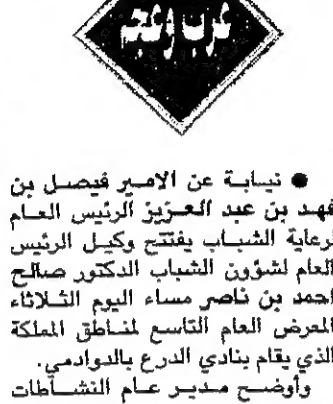 عرب وعجم
● نيابة عن الامير فيصل بن
فهد بن عبد العزيز الرئيس العام
لرعاية الشباب يفتتح وكيل الرئيس
العام لشؤون الشباب الدكتور صالح
احمد بن ناصر مساء اليوم الثلاثاء
المعرض العام التاسع لمناطق المملكة
الذي يقام بنادي الدرع بالدوادمي.
وأوضح مدير عام النشاطات